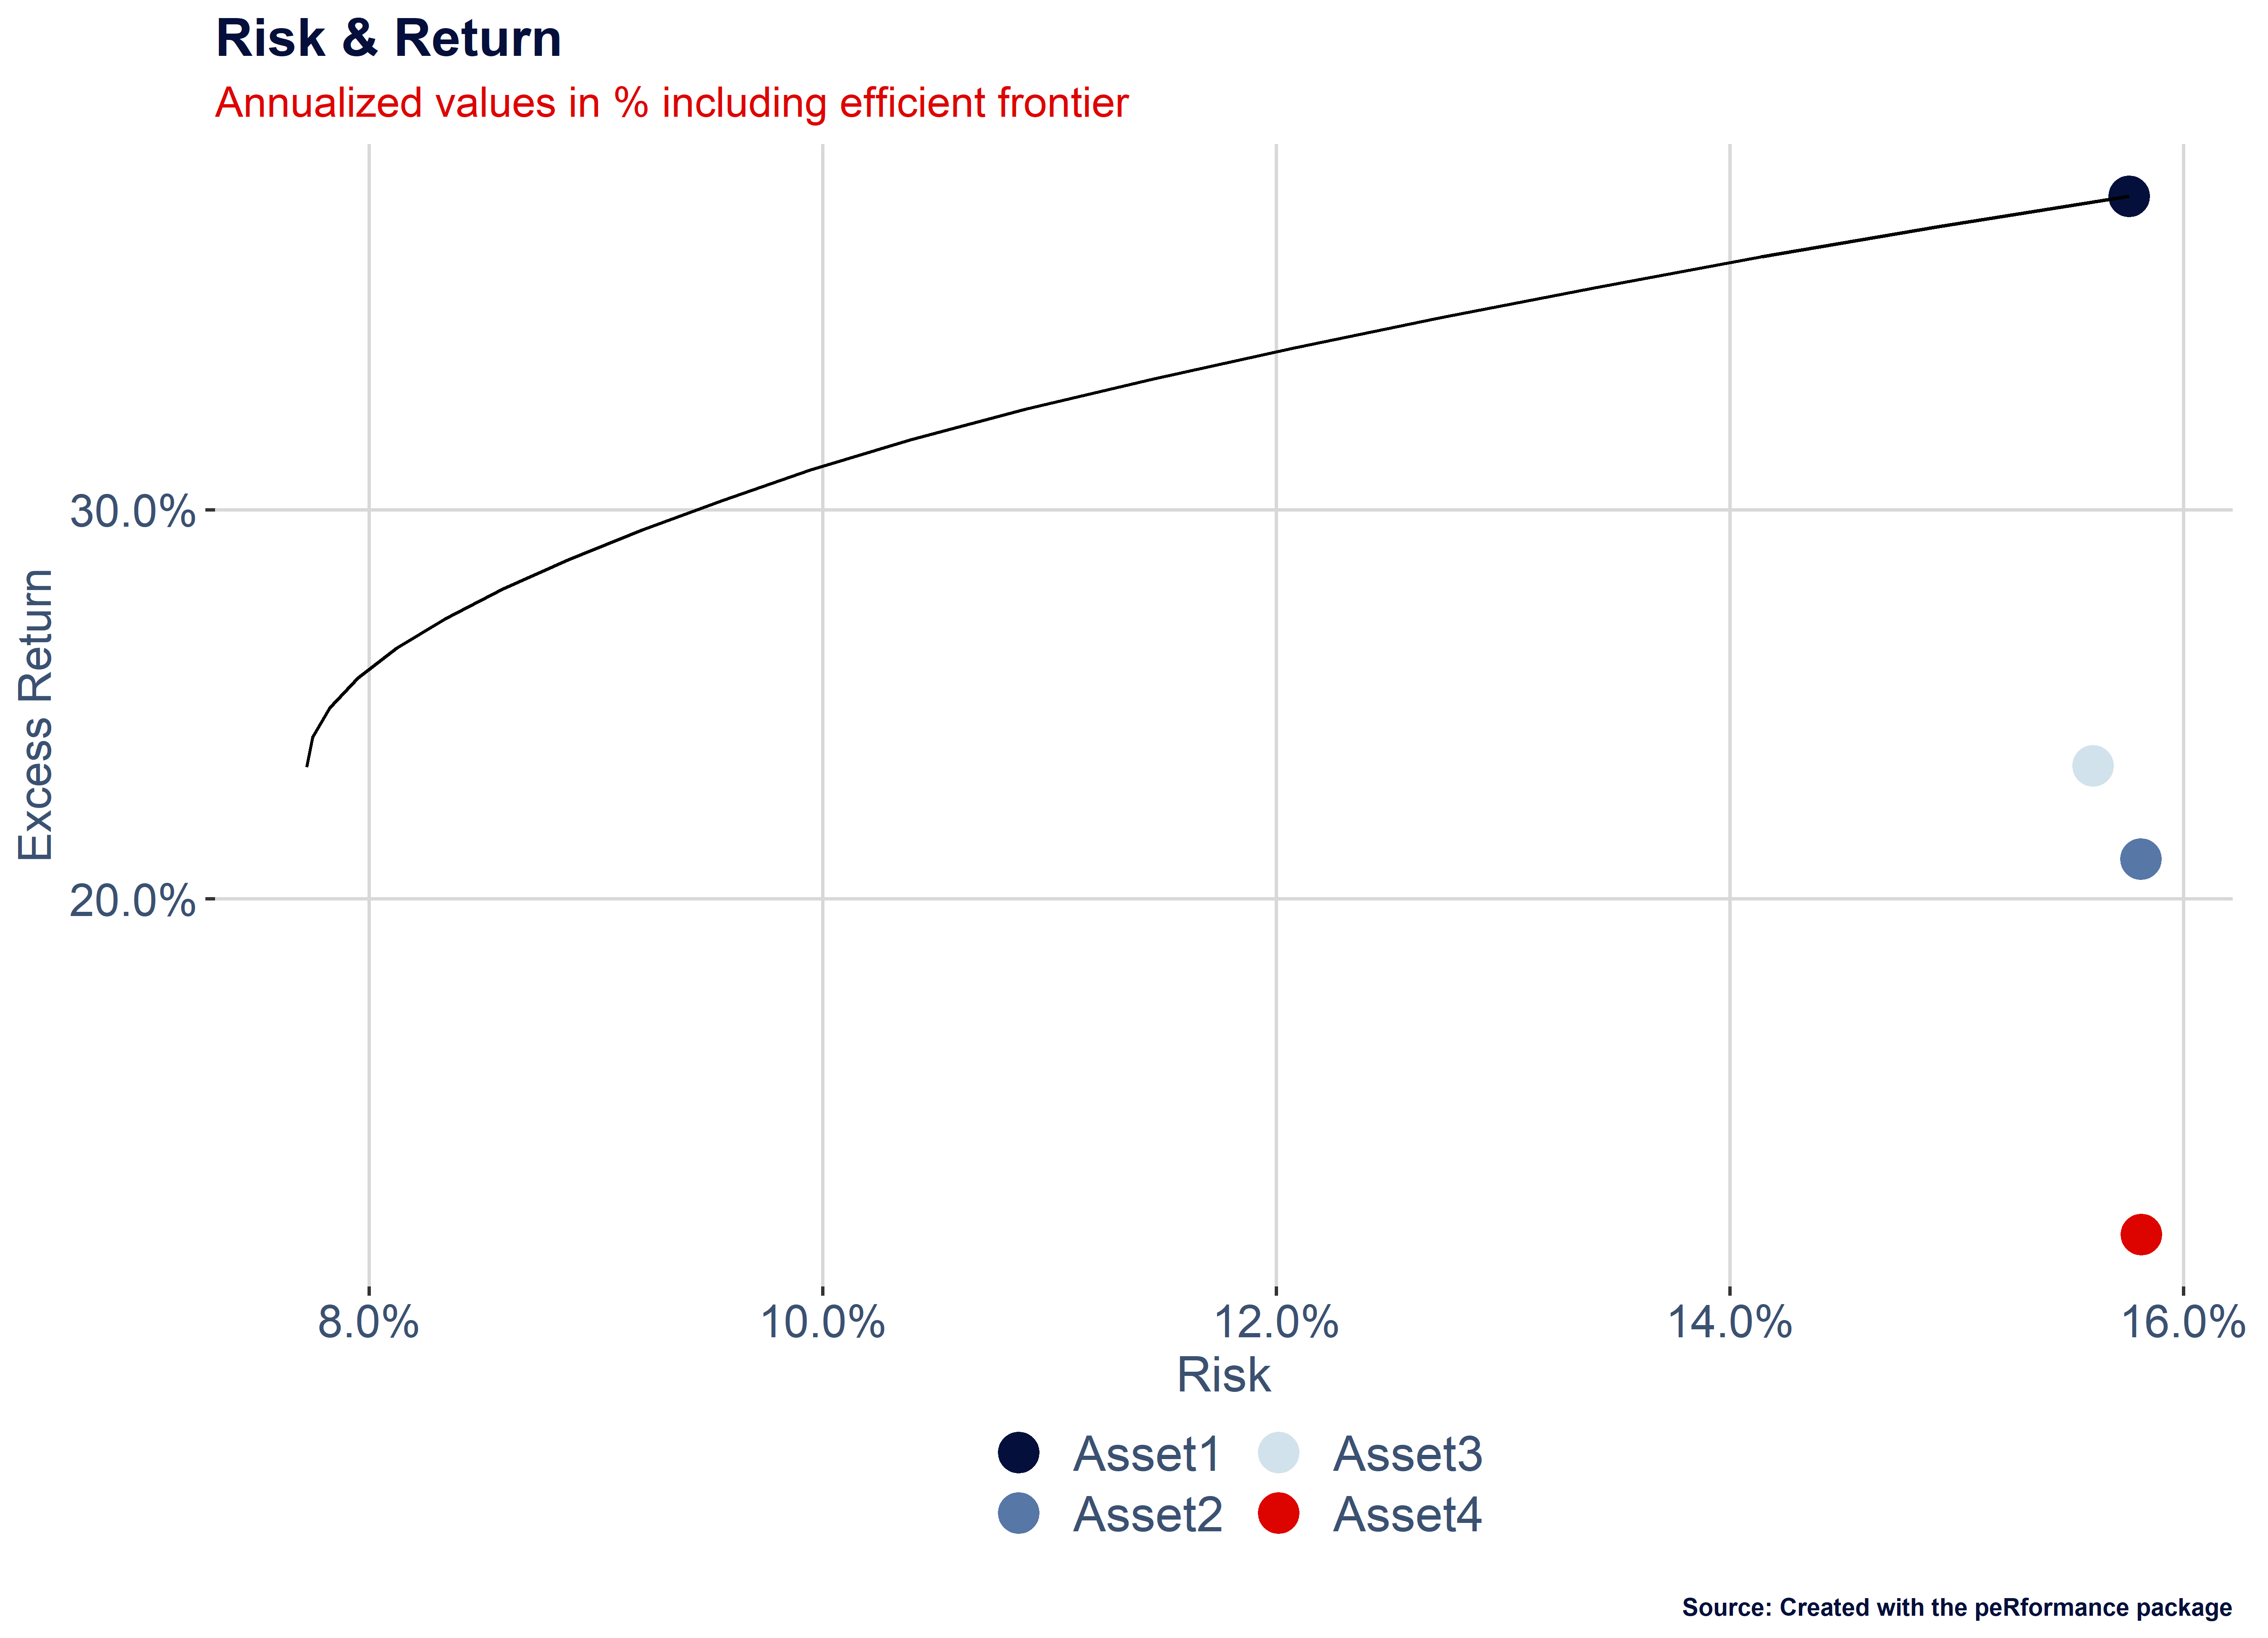 Risk & Return
Annualized values in % including efficient frontier
Excess Return
30.0%
20.0%
8.0% 10.0% 12.0% 14.0% 16.0%
Risk
Asset1 Asset3
Asset2 Asset4
Source: Created with the peRformance package